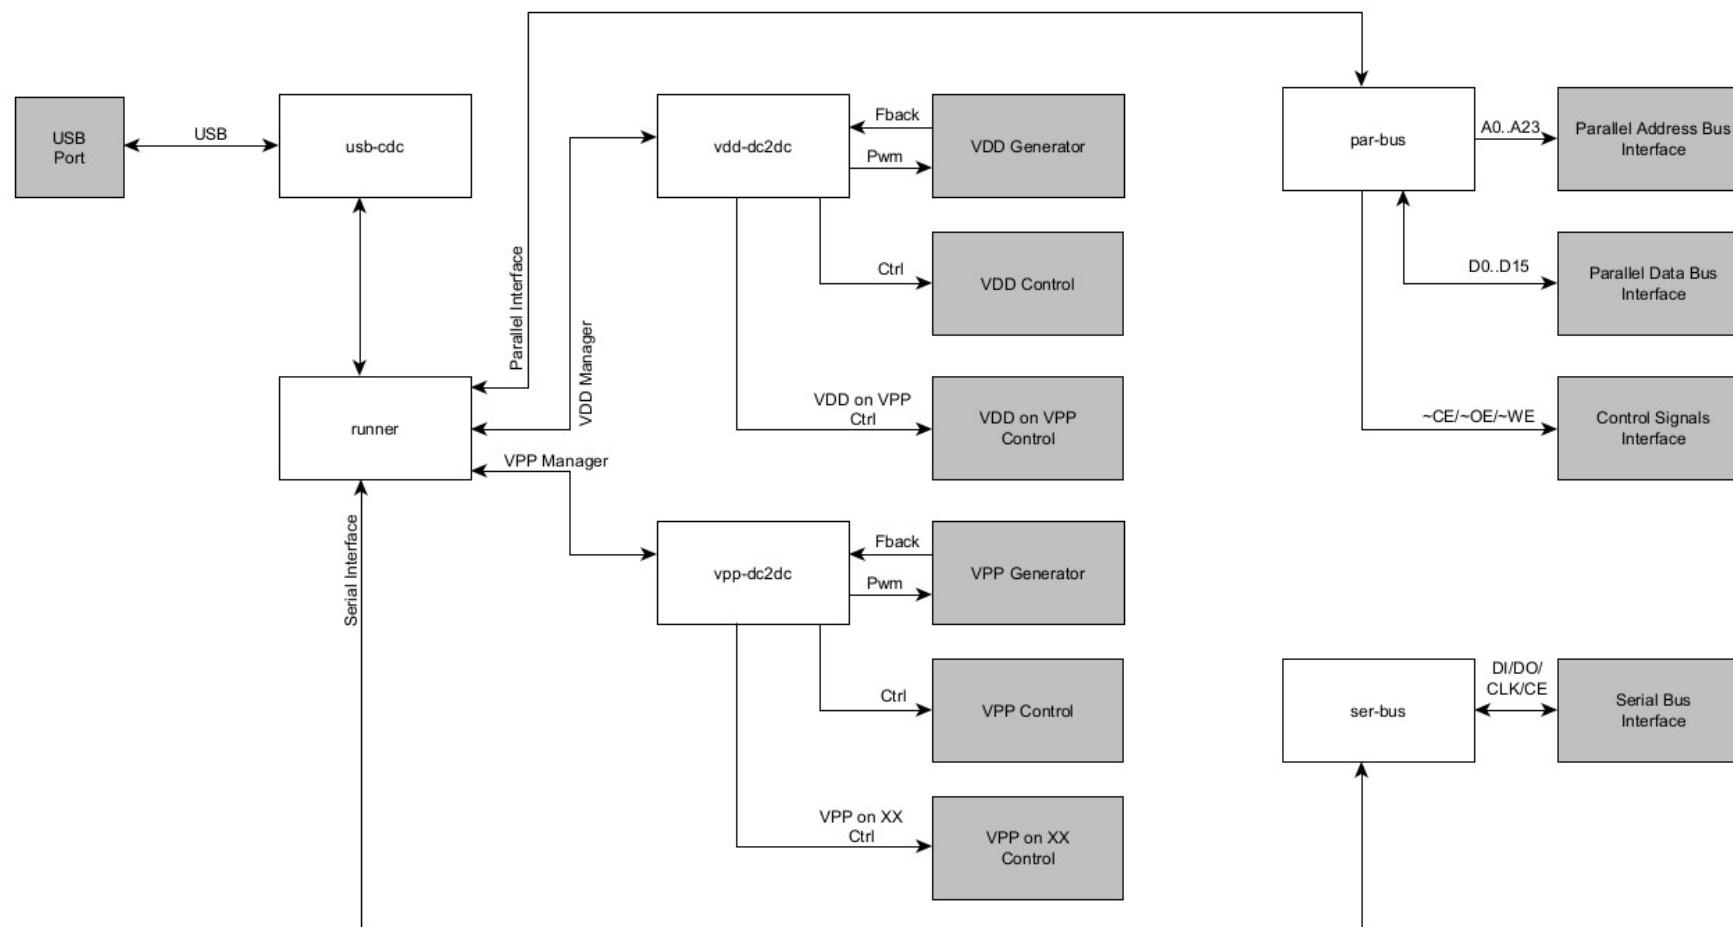 USB
Port
USB
usb-cdc
runner
Parallel Interface
VDD Manager
VPP Manager
Serial Interface
vdd-dc2dc
Fback
Pwm
VDD Generator
Ctrl
VDD Control
VDD on VPP
Ctrl
VDD on VPP
Control
vpp-dc2dc
Fback
Pwm
VPP Generator
Ctrl
VPP Control
VPP on XX
Ctrl
VPP on XX
Control
par-bus
A0..A23
Parallel Address Bus
Interface
D0..D15
Parallel Data Bus
Interface
~CE/~OE/~WE
Control Signals
Interface
ser-bus
DI/DO/
CLK/CE
Serial Bus
Interface